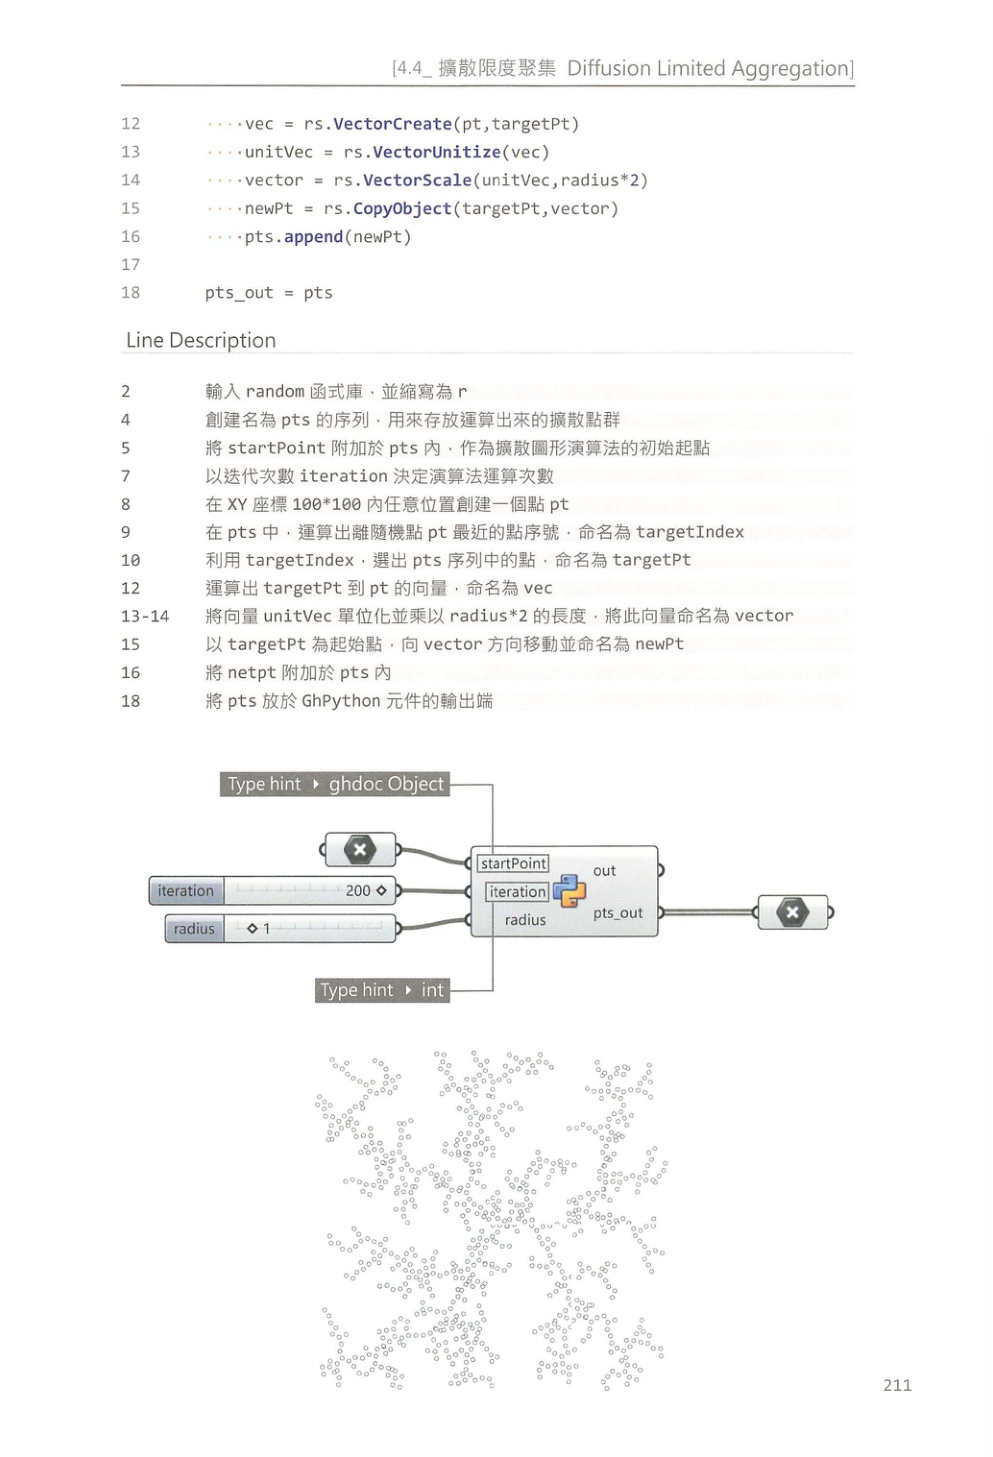 [4.4_ 擴散限度聚集 Diffusion Limited Aggregation]
12 ····vec = rs.VectorCreate(pt,targetPt)
13 ····unitVec = rs.VectorUnitize(vec)
14 ····vector = rs.VectorScale(unitVec,radius*2)
15 ····newPt = rs.CopyObject(targetPt,vector)
16 ····pts.append(newPt)
17
18 pts_out = pts
Line Description
2 輸入 random 函式庫，並縮寫為 r
4 創建名為 pts 的序列，用來存放運算出來的擴散點群
5 將 startPoint 附加於 pts 內，作為擴散圖形演算法的初始起點
7 以迭代次數 iteration 決定演算法運算次數
8 在 XY 座標 100*100 內任意位置創建一個點 pt
9 在 pts 中，運算出離隨機點 pt 最近的點序號，命名為 targetIndex
10 利用 targetIndex，選出 pts 序列中的點，命名為 targetPt
12 運算出 targetPt 到 pt 的向量，命名為 vec
13-14 將向量 unitVec 單位化並乘以 radius*2 的長度，將此向量命名為 vector
15 以 targetPt 為起始點，向 vector 方向移動並命名為 newPt
16 將 netpt 附加於 pts 內
18 將 pts 放於 GhPython 元件的輸出端
Type hint ▸ ghdoc Object
startPoint
out
iteration 200
iteration
radius 1
radius
pts_out
Type hint ▸ int
211